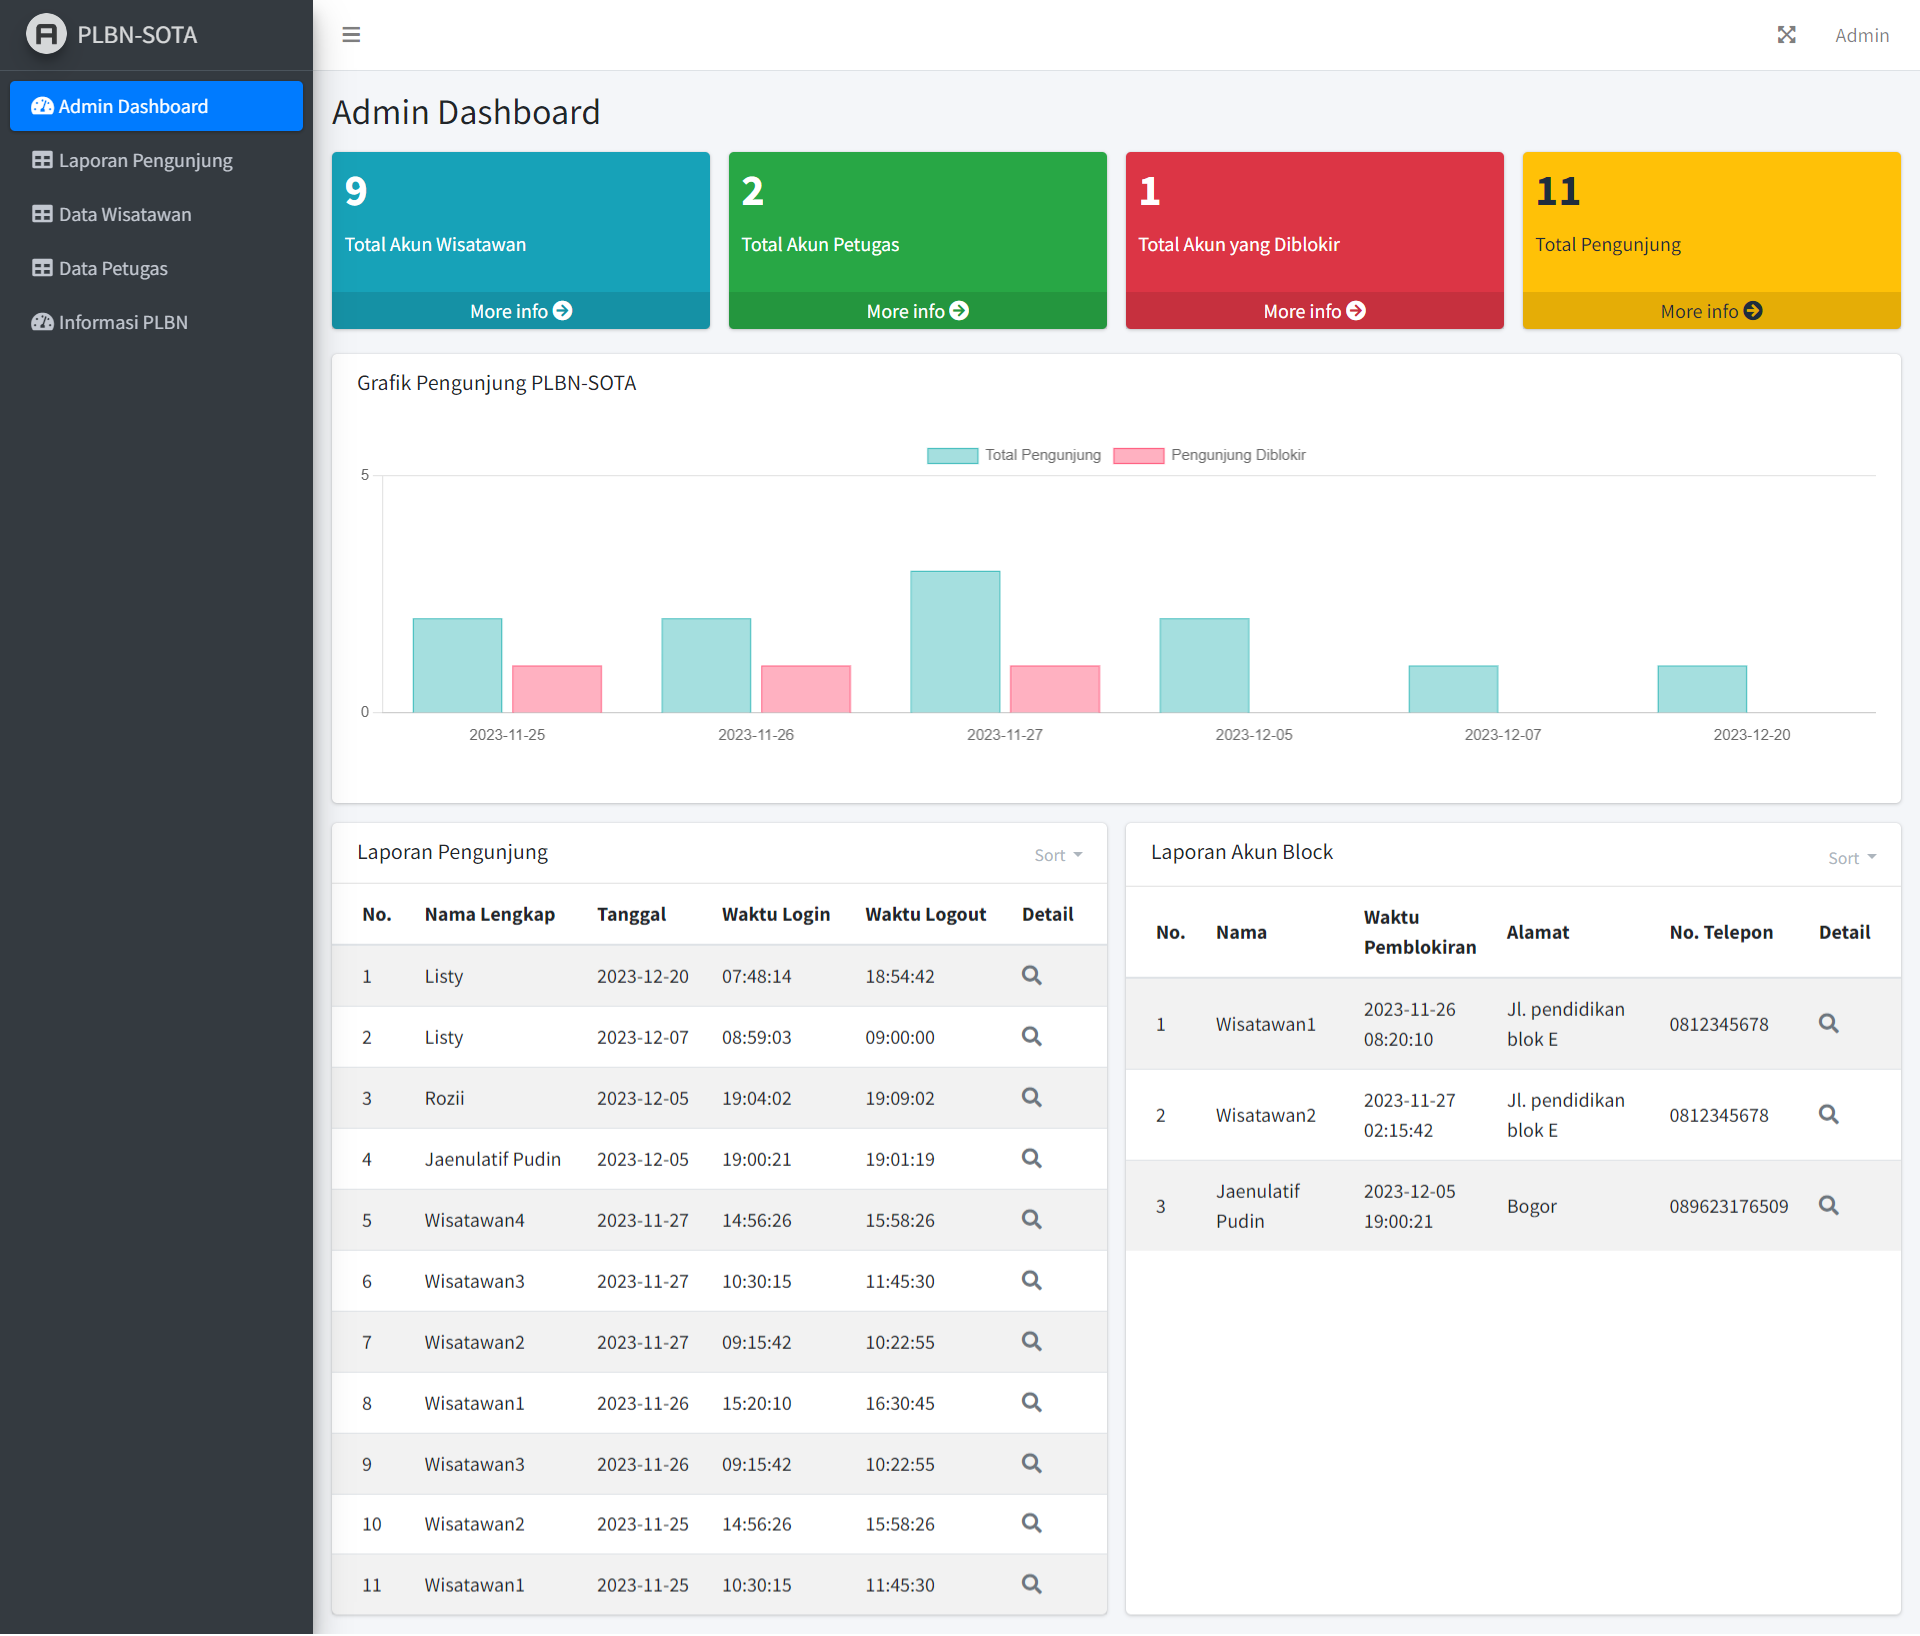 PLBN-SOTA
Admin
Admin Dashboard
Laporan Pengunjung
Data Wisatawan
Data Petugas
Informasi PLBN
Admin Dashboard
9
Total Akun Wisatawan
More info
2
Total Akun Petugas
More info
1
Total Akun yang Diblokir
More info
11
Total Pengunjung
More info
Grafik Pengunjung PLBN-SOTA
Total Pengunjung Pengunjung Diblokir
5
0
2023-11-25 2023-11-26 2023-11-27 2023-12-05 2023-12-07 2023-12-20
Laporan Pengunjung Sort
No. Nama Lengkap Tanggal Waktu Login Waktu Logout Detail
1 Listy 2023-12-20 07:48:14 18:54:42
2 Listy 2023-12-07 08:59:03 09:00:00
3 Rozii 2023-12-05 19:04:02 19:09:02
4 Jaenulatif Pudin 2023-12-05 19:00:21 19:01:19
5 Wisatawan4 2023-11-27 14:56:26 15:58:26
6 Wisatawan3 2023-11-27 10:30:15 11:45:30
7 Wisatawan2 2023-11-27 09:15:42 10:22:55
8 Wisatawan1 2023-11-26 15:20:10 16:30:45
9 Wisatawan3 2023-11-26 09:15:42 10:22:55
10 Wisatawan2 2023-11-25 14:56:26 15:58:26
11 Wisatawan1 2023-11-25 10:30:15 11:45:30
Laporan Akun Block Sort
No. Nama Waktu Pemblokiran Alamat No. Telepon Detail
1 Wisatawan1 2023-11-26 08:20:10 Jl. pendidikan blok E 0812345678
2 Wisatawan2 2023-11-27 02:15:42 Jl. pendidikan blok E 0812345678
3 Jaenulatif Pudin 2023-12-05 19:00:21 Bogor 089623176509